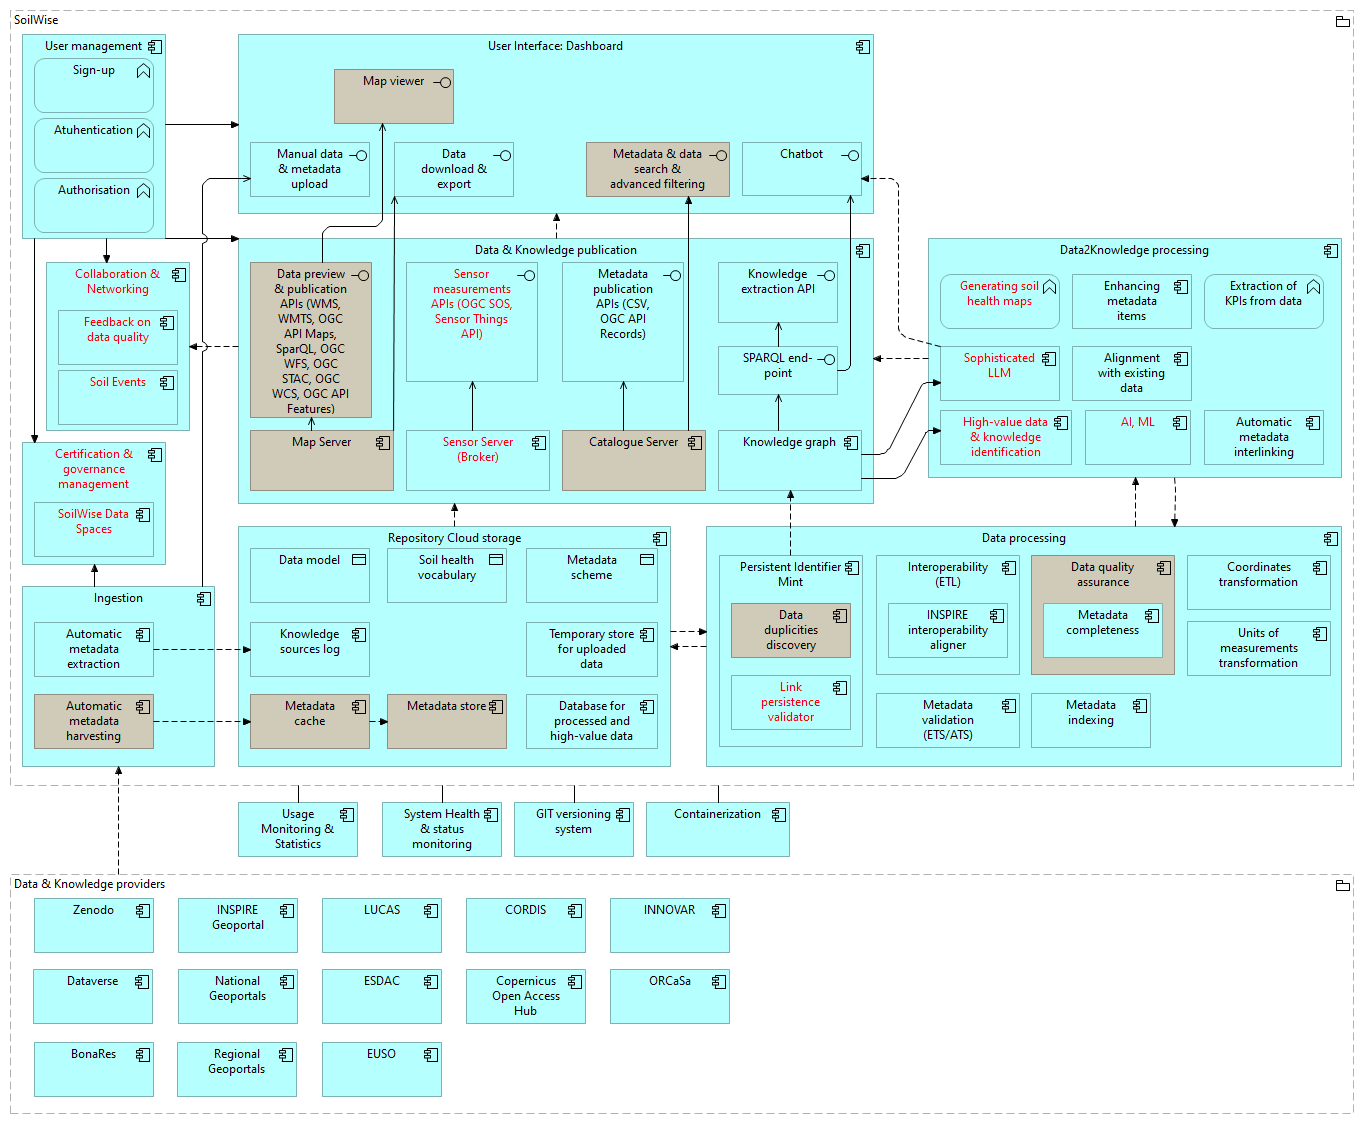 SoilWise
User management
Sign-up
Atuhentication
Authorisation
User Interface: Dashboard
Map viewer
Manual data
& metadata
upload
Data
download &
export
Metadata & data
search &
advanced filtering
Chatbot
Collaboration &
Networking
Feedback on
data quality
Soil Events
Data & Knowledge publication
Data preview
& publication
APIs (WMS,
WMTS, OGC
API Maps,
SparQL, OGC
WFS, OGC
STAC, OGC
WCS, OGC API
Features)
Sensor
measurements
APIs (OGC SOS,
Sensor Things
API)
Metadata
publication
APIs (CSV,
OGC API
Records)
Knowledge
extraction API
SPARQL end-
point
Map Server
Sensor Server
(Broker)
Catalogue Server
Knowledge graph
Data2Knowledge processing
Generating soil
health maps
Enhancing
metadata
items
Extraction of
KPIs from data
Sophisticated
LLM
Alignment
with existing
data
High-value data
& knowledge
identification
AI, ML
Automatic
metadata
interlinking
Certification &
governance
management
SoilWise Data
Spaces
Ingestion
Automatic
metadata
extraction
Automatic
metadata
harvesting
Repository Cloud storage
Data model
Soil health
vocabulary
Metadata
scheme
Knowledge
sources log
Temporary store
for uploaded
data
Metadata
cache
Metadata store
Database for
processed and
high-value data
Data processing
Persistent Identifier
Mint
Data
duplicities
discovery
Link
persistence
validator
Interoperability
(ETL)
INSPIRE
interoperability
aligner
Data quality
assurance
Metadata
completeness
Coordinates
transformation
Units of
measurements
transformation
Metadata
validation
(ETS/ATS)
Metadata
indexing
Usage
Monitoring &
Statistics
System Health
& status
monitoring
GIT versioning
system
Containerization
Data & Knowledge providers
Zenodo
INSPIRE
Geoportal
LUCAS
CORDIS
INNOVAR
Dataverse
National
Geoportals
ESDAC
Copernicus
Open Access
Hub
ORCaSa
BonaRes
Regional
Geoportals
EUSO